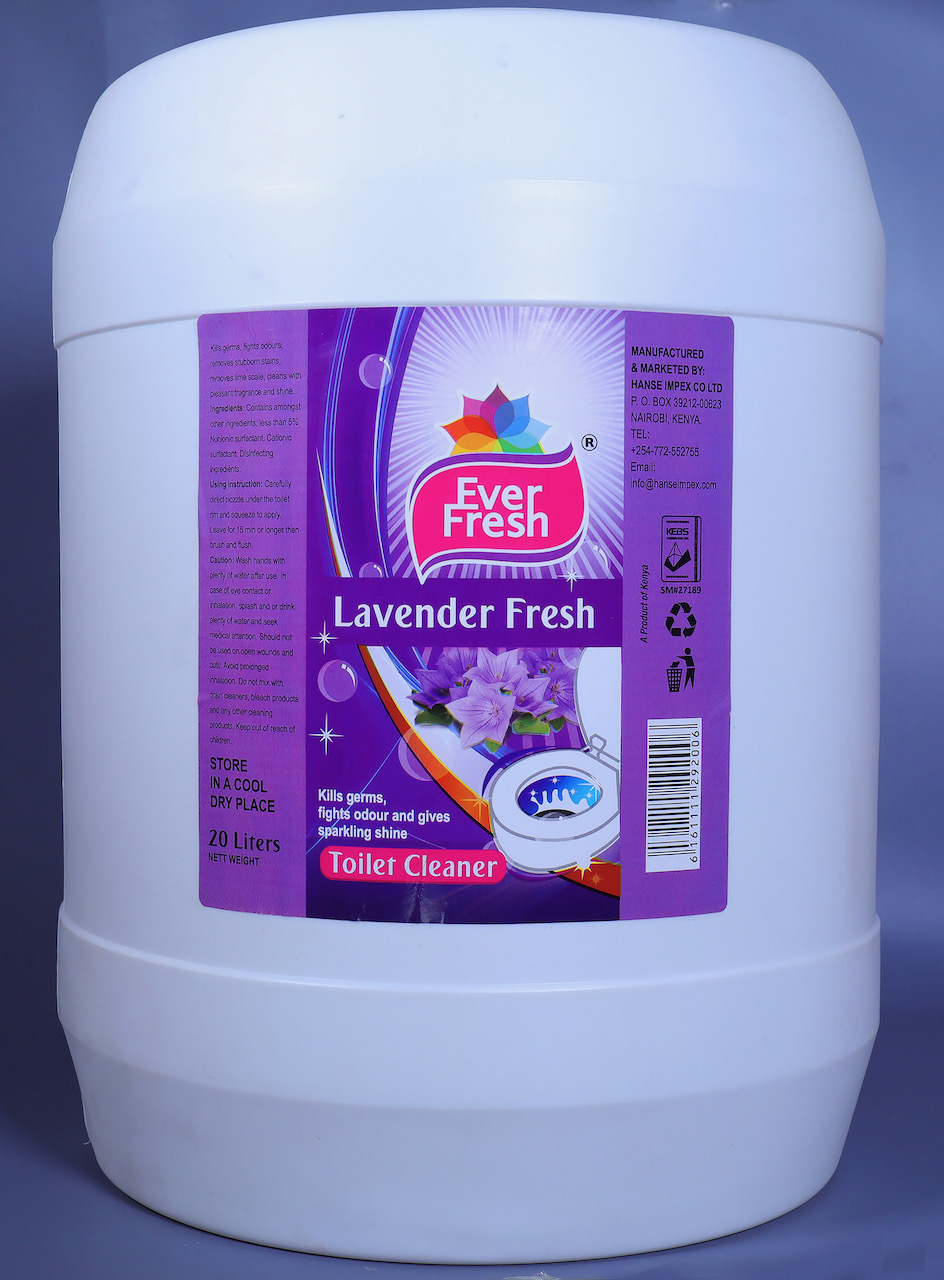 Kills germs, fights odours,
removes stubborn stains,
removes lime scale, cleans with
pleasant fragrance and shine.
Ingredients: Contains amongst
other ingredients; less than 5%
Nonionic surfactant, Cationic
surfactant, Disinfecting
ingredients.
Using instruction: Carefully
direct nozzle under the toilet
rim and squeeze to apply.
Leave for 15 min or longer then
brush and flush.
Caution: Wash hands with
plenty of water after use. In
case of eye contact or
inhalation, splash and or drink
plenty of water and seek
medical attention. Should not
be used on open wounds and
cuts. Avoid prolonged
inhalation. Do not mix with
drain cleaners, bleach products
and any other cleaning
products. Keep out of reach of
children.
STORE
IN A COOL
DRY PLACE
20 Liters
NETT WEIGHT
®
Ever
Fresh
Lavender Fresh
Kills germs,
fights odour and gives
sparkling shine
Toilet Cleaner
MANUFACTURED
& MARKETED BY:
HANSE IMPEX CO LTD
P. O. BOX 39212-00623
NAIROBI, KENYA.
TEL:
+254-772-552755
Email:
info@hanseimpex.com
KEBS
SM#27189
A Product of Kenya
6 161111 292006